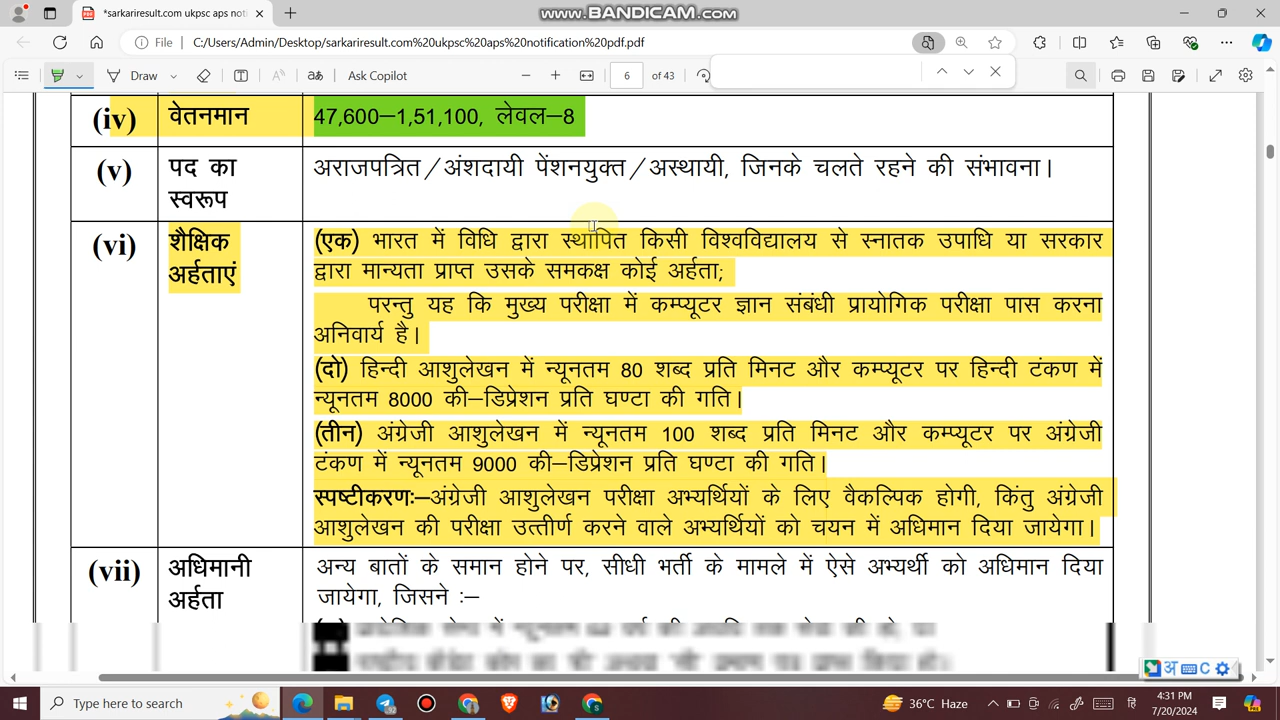 www.BANDICAM.com
*sarkariresult.com ukpsc aps noti
File
C:/Users/Admin/Desktop/sarkariresult.com%20ukpsc%20aps%20notification%20pdf.pdf
Draw
Ask Copilot
6 of 43
(iv) वेतनमान 47,600–1,51,100, लेवल–8
(v) पद का अराजपत्रित/अंशदायी पेंशनयुक्त/अस्थायी, जिनके चलते रहने की संभावना।
स्वरूप
(vi) शैक्षिक (एक) भारत में विधि द्वारा स्थापित किसी विश्वविद्यालय से स्नातक उपाधि या सरकार
अर्हताएं द्वारा मान्यता प्राप्त उसके समकक्ष कोई अर्हता;
परन्तु यह कि मुख्य परीक्षा में कम्प्यूटर ज्ञान संबंधी प्रायोगिक परीक्षा पास करना
अनिवार्य है।
(दो) हिन्दी आशुलेखन में न्यूनतम 80 शब्द प्रति मिनट और कम्प्यूटर पर हिन्दी टंकण में
न्यूनतम 8000 की–डिप्रेशन प्रति घण्टा की गति।
(तीन) अंग्रेजी आशुलेखन में न्यूनतम 100 शब्द प्रति मिनट और कम्प्यूटर पर अंग्रेजी
टंकण में न्यूनतम 9000 की–डिप्रेशन प्रति घण्टा की गति।
स्पष्टीकरणः–अंग्रेजी आशुलेखन परीक्षा अभ्यर्थियों के लिए वैकल्पिक होगी, किंतु अंग्रेजी
आशुलेखन की परीक्षा उत्तीर्ण करने वाले अभ्यर्थियों को चयन में अधिमान दिया जायेगा।
(vii) अधिमानी अन्य बातों के समान होने पर, सीधी भर्ती के मामले में ऐसे अभ्यर्थी को अधिमान दिया
अर्हता जायेगा, जिसने :–
Type here to search
36°C Haze
4:31 PM
7/20/2024